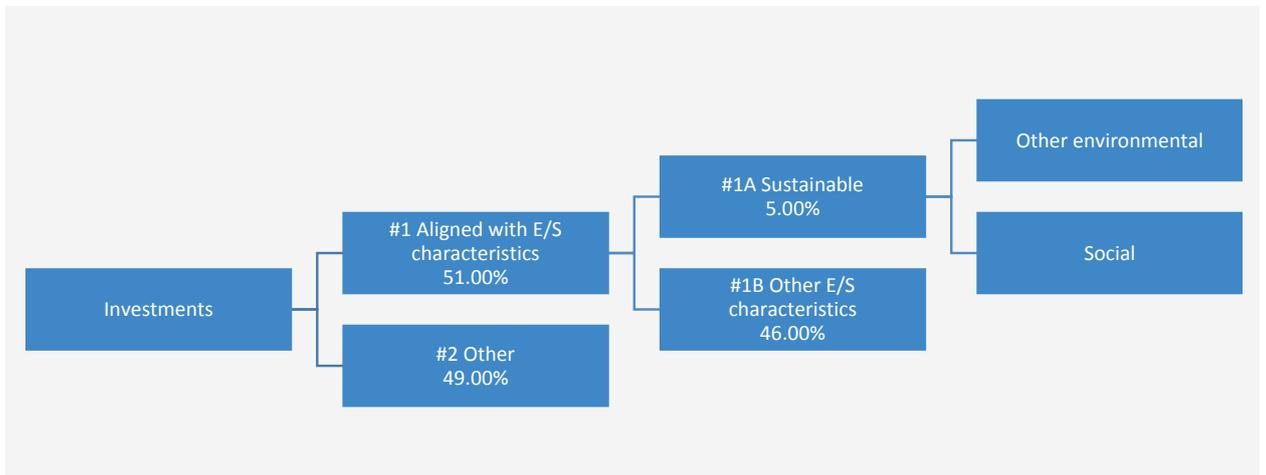 Investments
#1 Aligned with E/S
characteristics
51.00%
#2 Other
49.00%
#1A Sustainable
5.00%
#1B Other E/S
characteristics
46.00%
Other environmental
Social